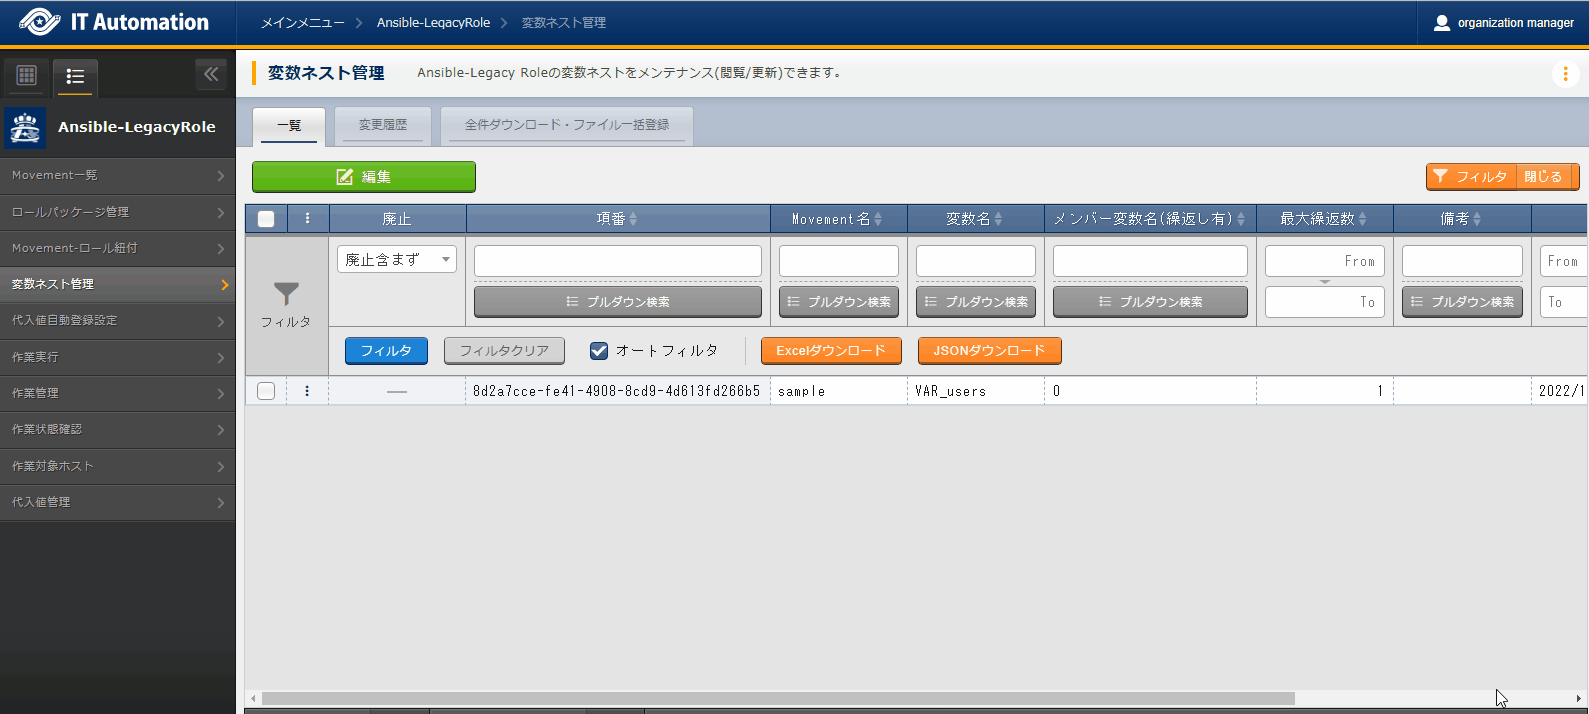 IT Automation
メインメニュー
Ansible-LegacyRole
変数ネスト管理
organization manager
変数ネスト管理
Ansible-Legacy Roleの変数ネストをメンテナンス(閲覧/更新)できます。
Ansible-LegacyRole
一覧
変更履歴
全件ダウンロード・ファイル一括登録
Movement一覧
ロールパッケージ管理
Movement-ロール紐付
変数ネスト管理
代入値自動登録設定
作業実行
作業管理
作業状態確認
作業対象ホスト
代入値管理
編集
フィルタ
閉じる
廃止
項番
Movement名
変数名
メンバー変数名(繰返し有)
最大繰返数
備考
フィルタ
廃止含まず
From
From
プルダウン検索
プルダウン検索
プルダウン検索
プルダウン検索
To
プルダウン検索
To
フィルタ
フィルタクリア
オートフィルタ
Excelダウンロード
JSONダウンロード
8d2a7cce-fe41-4908-8cd9-4d613fd266b5
sample
VAR_users
0
1
2022/1